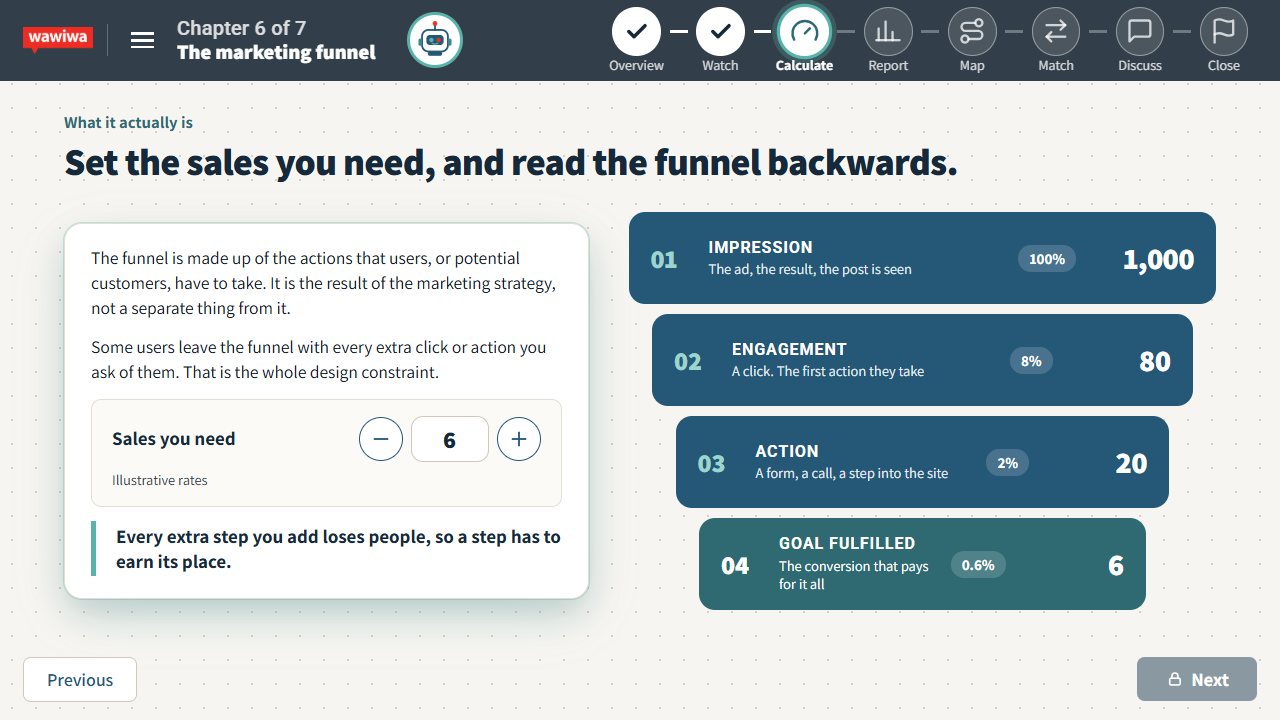 wawiwa
Chapter 6 of 7
The marketing funnel
Overview
Watch
Calculate
Report
Map
Match
Discuss
Close
What it actually is
Set the sales you need, and read the funnel backwards.
The funnel is made up of the actions that users, or potential
customers, have to take. It is the result of the marketing strategy,
not a separate thing from it.
Some users leave the funnel with every extra click or action you
ask of them. That is the whole design constraint.
Sales you need
6
Illustrative rates
Every extra step you add loses people, so a step has to
earn its place.
01
IMPRESSION
The ad, the result, the post is seen
100%
1,000
02
ENGAGEMENT
A click. The first action they take
8%
80
03
ACTION
A form, a call, a step into the site
2%
20
04
GOAL FULFILLED
The conversion that pays
for it all
0.6%
6
Previous
Next